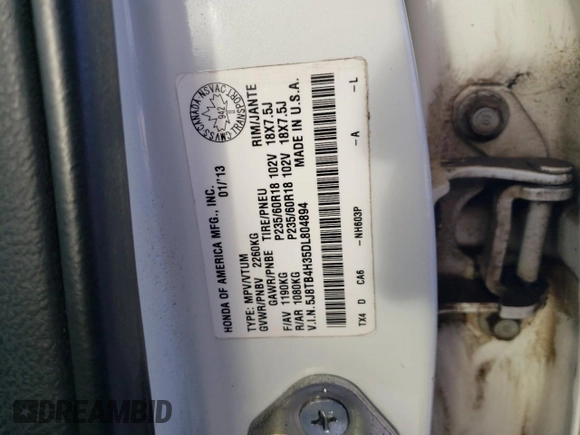 HONDA OF AMERICA MFG., INC.
01/'13
TYPE: MPV/VTUM
GVWR/PNBV 2260KG
GAWR/PNBE TIRE/PNEU RIM/JANTE
F/AV 1190KG P235/60R18 102V 18X7.5J
R/AR 1080KG P235/60R18 102V 18X7.5J
V.I.N. 5J8TB4H35DL804894 MADE IN U.S.A.
TX4 D CA6 -NH603P -A -L
CANADA NSVAC
942
TRANSPORT
DREAMBID